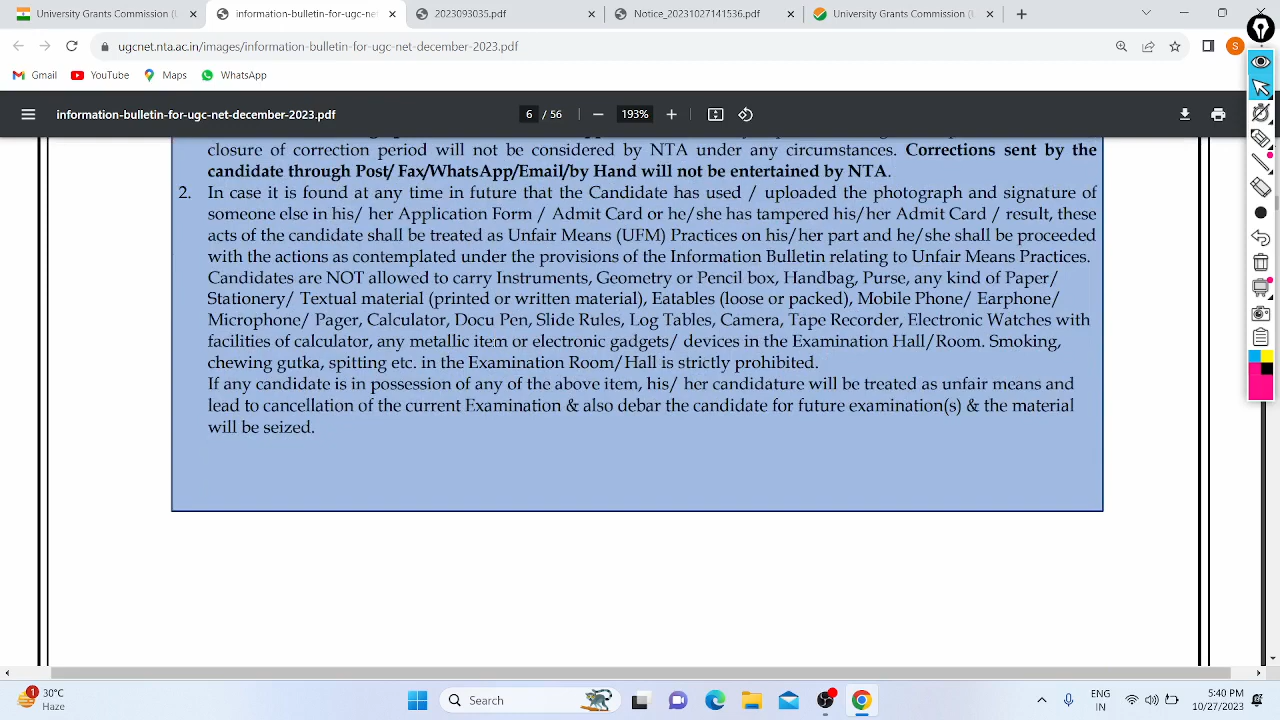 University Grants Commission (
information-bulletin-for-ugc-net
Notice_20231027
University Grants Commission (U
ugcnet.nta.ac.in/images/information-bulletin-for-ugc-net-december-2023.pdf
S
Gmail
YouTube
Maps
WhatsApp
information-bulletin-for-ugc-net-december-2023.pdf
6 / 56
193%
closure of correction period will not be considered by NTA under any circumstances. Corrections sent by the
candidate through Post/ Fax/WhatsApp/Email/by Hand will not be entertained by NTA.
2. In case it is found at any time in future that the Candidate has used / uploaded the photograph and signature of
someone else in his/ her Application Form / Admit Card or he/she has tampered his/her Admit Card / result, these
acts of the candidate shall be treated as Unfair Means (UFM) Practices on his/her part and he/she shall be proceeded
with the actions as contemplated under the provisions of the Information Bulletin relating to Unfair Means Practices.
Candidates are NOT allowed to carry Instruments, Geometry or Pencil box, Handbag, Purse, any kind of Paper/
Stationery/ Textual material (printed or written material), Eatables (loose or packed), Mobile Phone/ Earphone/
Microphone/ Pager, Calculator, Docu Pen, Slide Rules, Log Tables, Camera, Tape Recorder, Electronic Watches with
facilities of calculator, any metallic item or electronic gadgets/ devices in the Examination Hall/Room. Smoking,
chewing gutka, spitting etc. in the Examination Room/Hall is strictly prohibited.
If any candidate is in possession of any of the above item, his/ her candidature will be treated as unfair means and
lead to cancellation of the current Examination & also debar the candidate for future examination(s) & the material
will be seized.
1
30°C
Haze
Search
ENG
IN
5:40 PM
10/27/2023